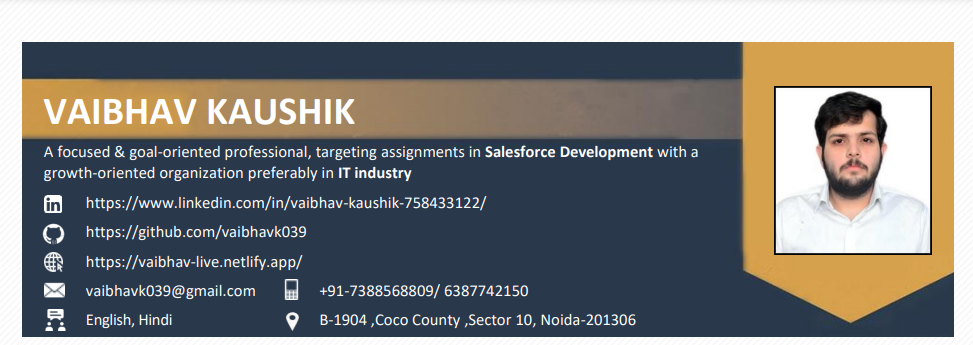 VAIBHAV KAUSHIK
A focused & goal-oriented professional, targeting assignments in Salesforce Development with a
growth-oriented organization preferably in IT industry
https://www.linkedin.com/in/vaibhav-kaushik-758433122/
https://github.com/vaibhavk039
https://vaibhav-live.netlify.app/
vaibhavk039@gmail.com +91-7388568809/ 6387742150
English, Hindi B-1904 ,Coco County ,Sector 10, Noida-201306